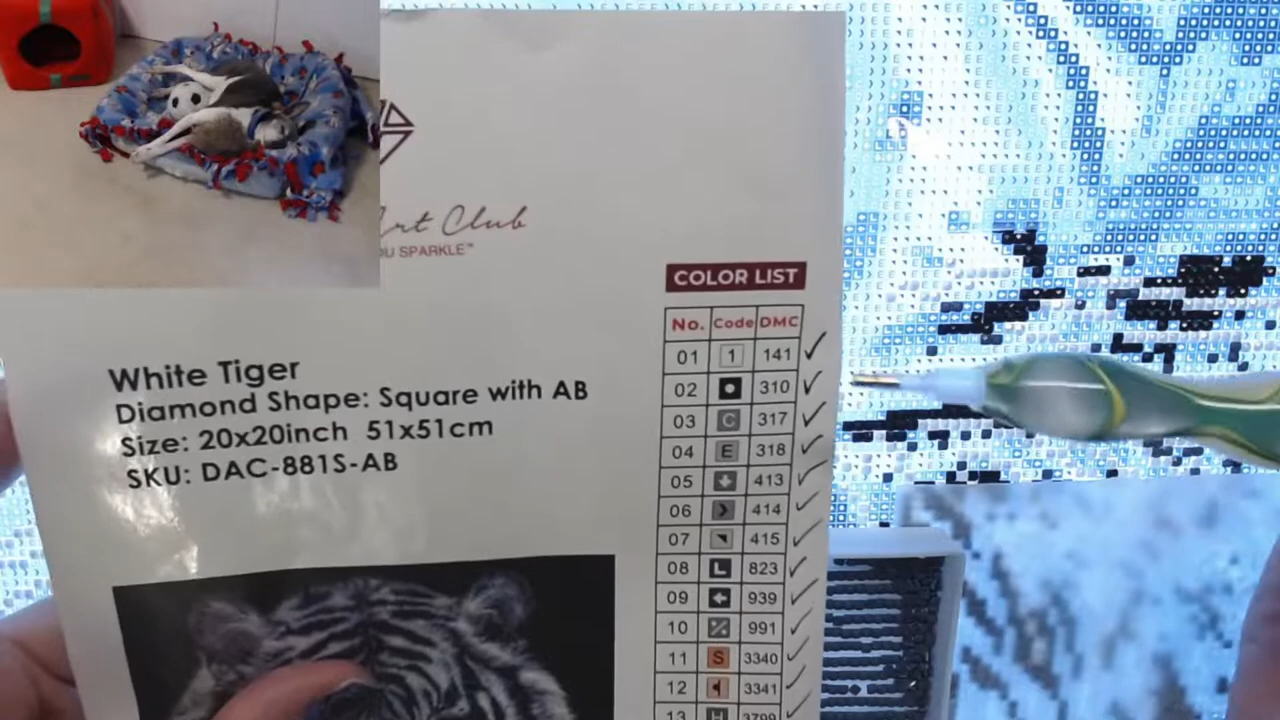 Art Club
SPARKLE™
White Tiger
Diamond Shape: Square with AB
Size: 20x20inch 51x51cm
SKU: DAC-881S-AB
COLOR LIST
No. Code DMC
01 1 141 ✓
02 310 ✓
03 C 317 ✓
04 E 318 ✓
05 413 ✓
06 414 ✓
07 415 ✓
08 L 823 ✓
09 939 ✓
10 991 ✓
11 S 3340 ✓
12 ¶ 3341 ✓
13 H 3799 ✓